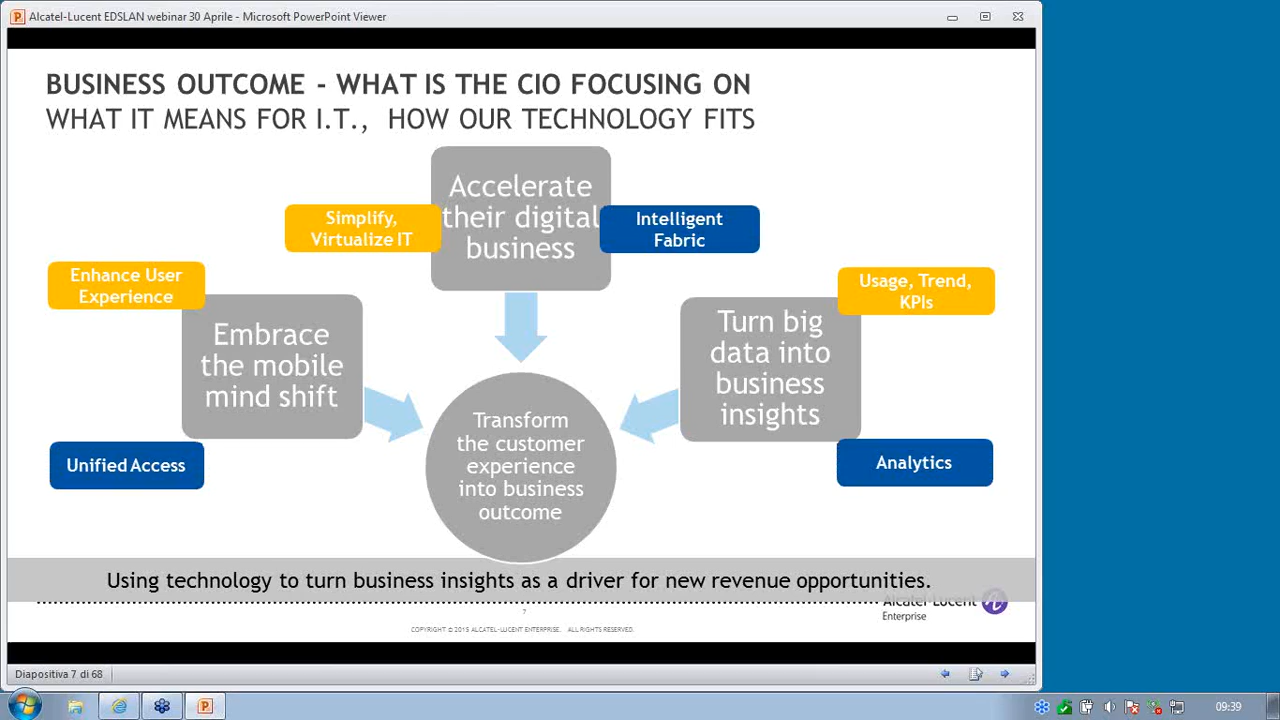 Alcatel-Lucent EDSLAN webinar 30 Aprile - Microsoft PowerPoint Viewer
BUSINESS OUTCOME - WHAT IS THE CIO FOCUSING ON
WHAT IT MEANS FOR I.T., HOW OUR TECHNOLOGY FITS
Accelerate
their digital
business
Simplify,
Virtualize IT
Intelligent
Fabric
Enhance User
Experience
Embrace
the mobile
mind shift
Unified Access
Usage, Trend,
KPIs
Turn big
data into
business
insights
Analytics
Transform
the customer
experience
into business
outcome
Using technology to turn business insights as a driver for new revenue opportunities.
Alcatel-Lucent
Enterprise
7
COPYRIGHT © 2015 ALCATEL-LUCENT ENTERPRISE. ALL RIGHTS RESERVED.
Diapositiva 7 di 68
09:39